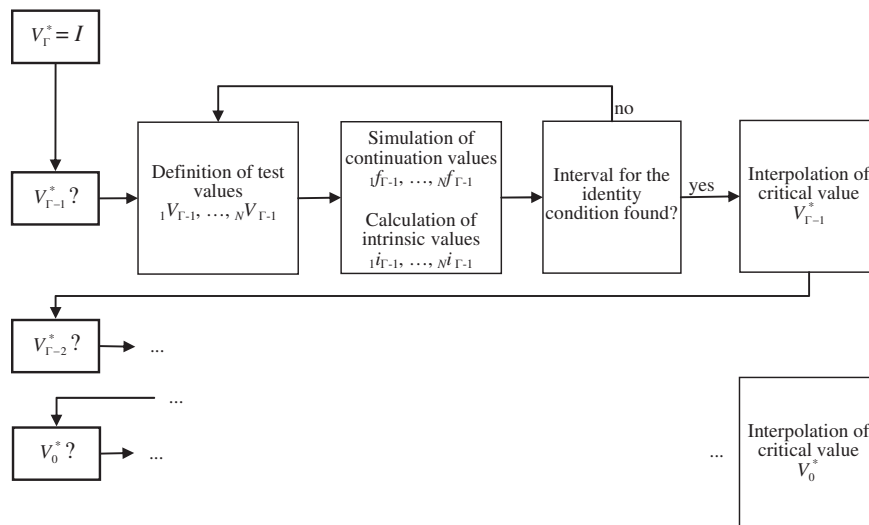 V*Γ = I
no
V*Γ−1 ?
Definition of test
values
1VΓ-1, …, NVΓ-1
Simulation of
continuation values
1fΓ-1, …, NfΓ-1
Calculation of
intrinsic values
1iΓ-1, …, NiΓ-1
Interval for the
identity
condition found?
yes
Interpolation of
critical value
V*Γ−1
V*Γ−2 ?
...
...
V*0 ?
...
...
Interpolation of
critical value
V*0